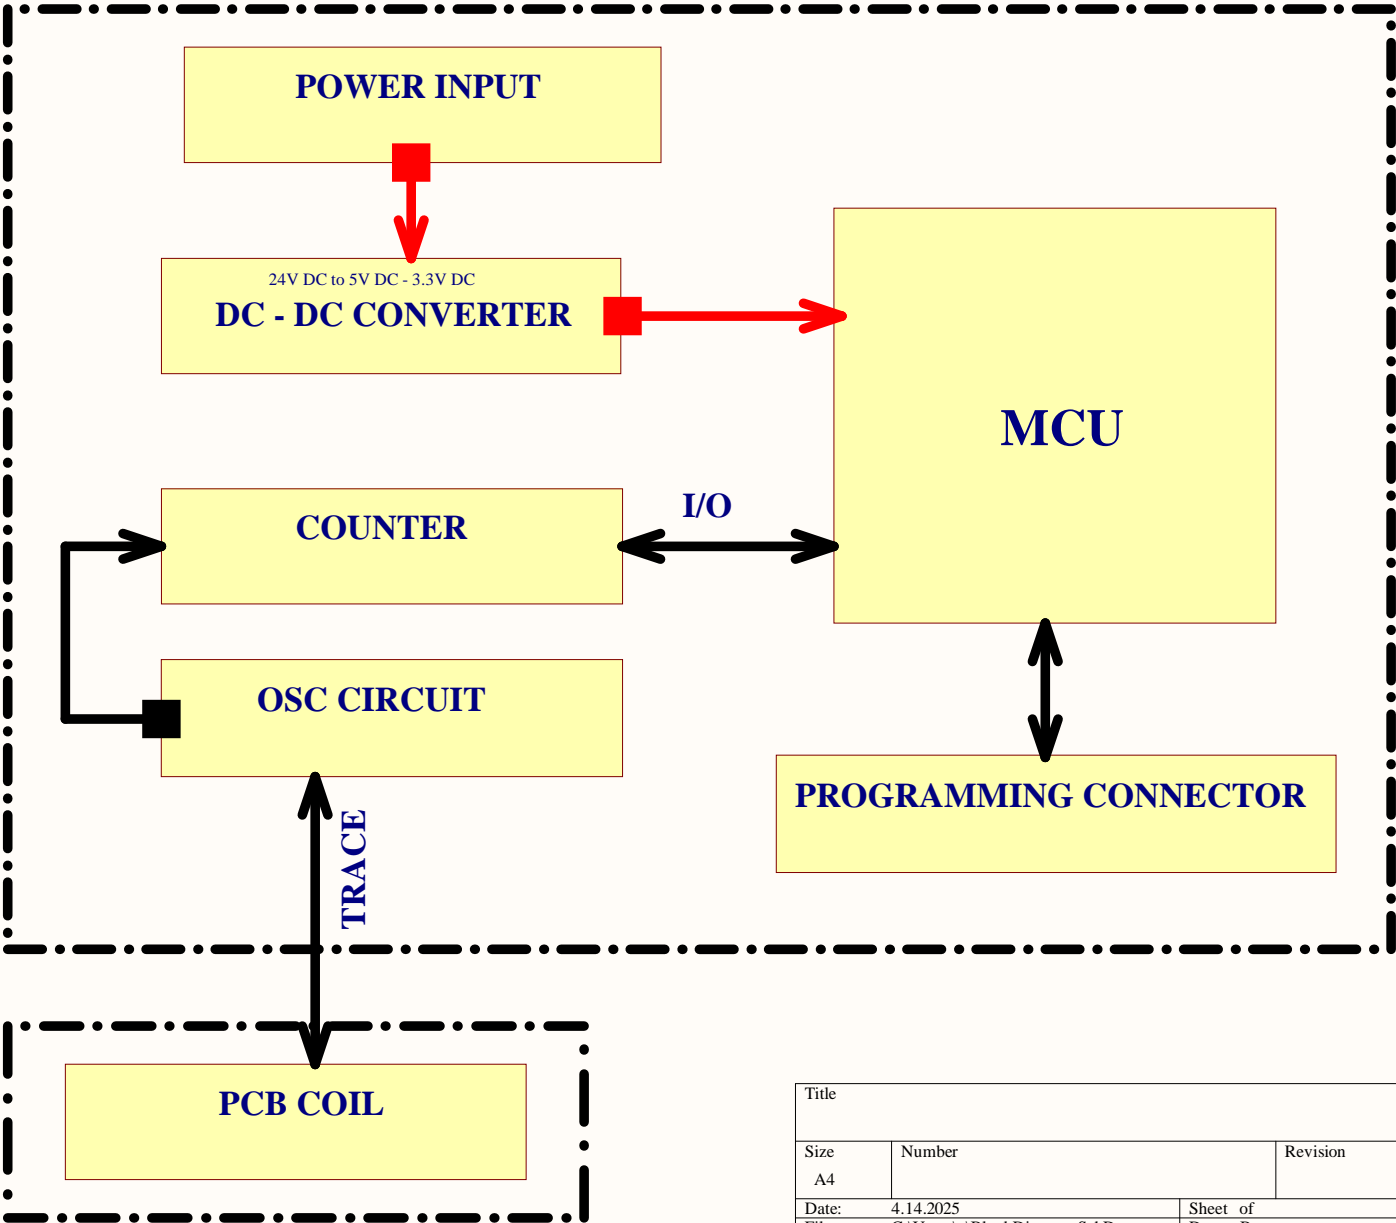 POWER INPUT
24V DC to 5V DC - 3.3V DC
DC - DC CONVERTER
MCU
I/O
COUNTER
OSC CIRCUIT
PROGRAMMING CONNECTOR
TRACE
PCB COIL
Title
Size
Number
Revision
A4
Date: 4.14.2025
Sheet of